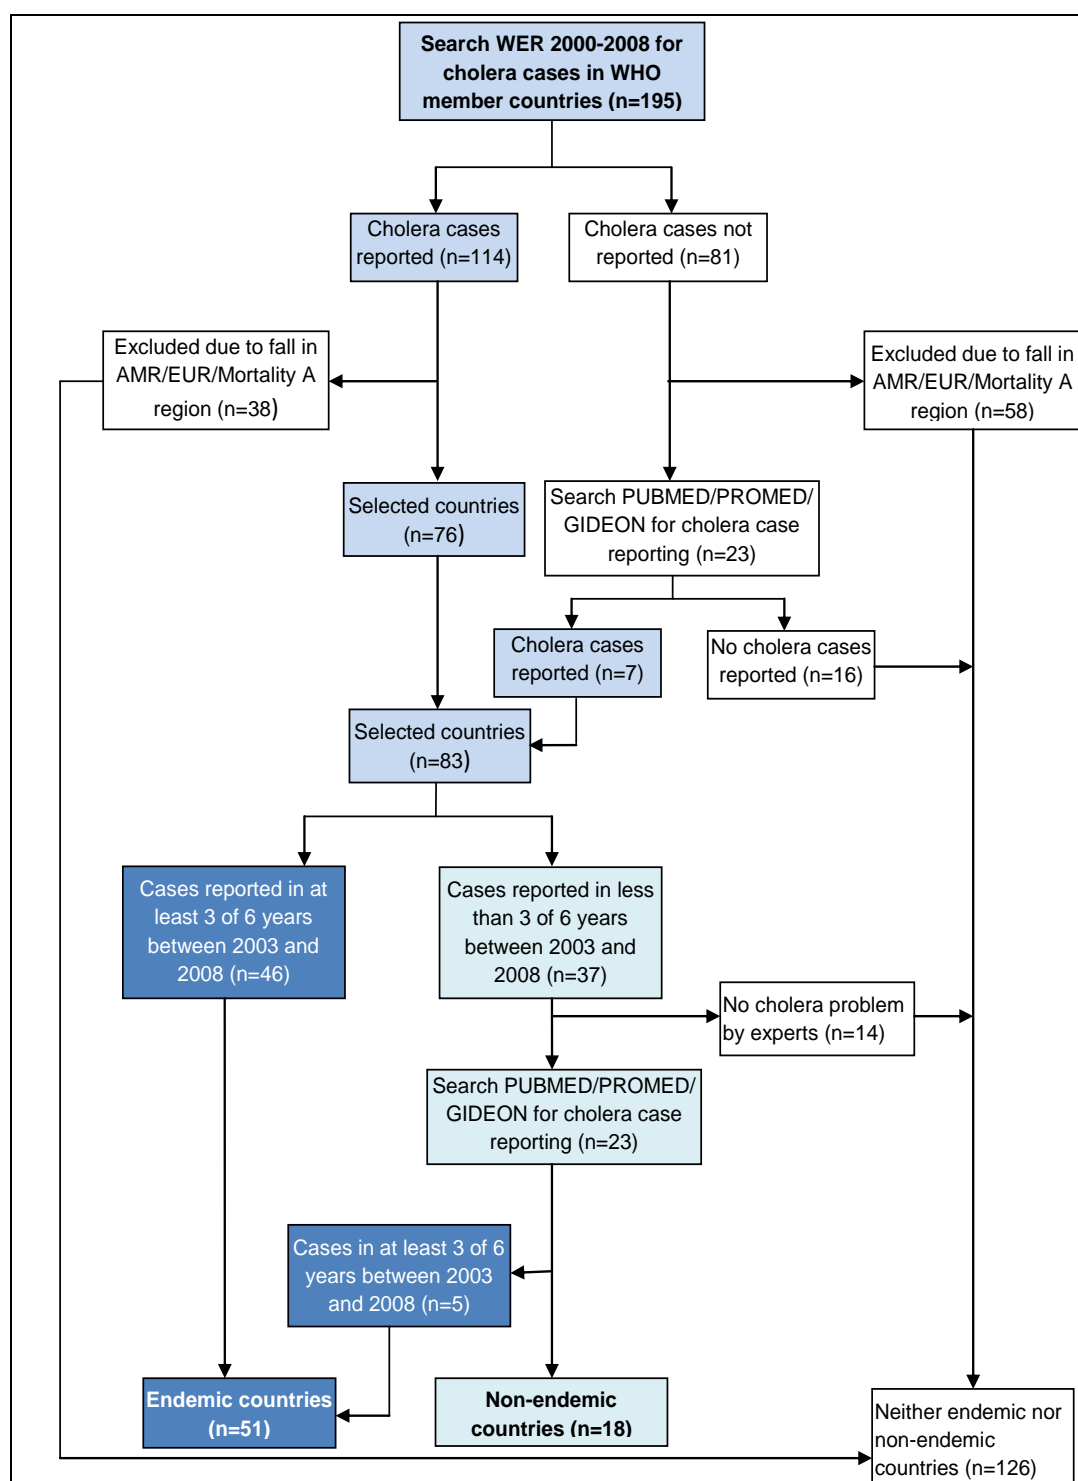 Search WER 2000-2008 for
cholera cases in WHO
member countries (n=195)
Cholera cases
reported (n=114)
Cholera cases not
reported (n=81)
Excluded due to fall in
AMR/EUR/Mortality A
region (n=38)
Excluded due to fall in
AMR/EUR/Mortality A
region (n=58)
Selected countries
(n=76)
Search PUBMED/PROMED/
GIDEON for cholera case
reporting (n=23)
Cholera cases
reported (n=7)
No cholera cases
reported (n=16)
Selected countries
(n=83)
Cases reported in at
least 3 of 6 years
between 2003 and
2008 (n=46)
Cases reported in less
than 3 of 6 years
between 2003 and
2008 (n=37)
No cholera problem
by experts (n=14)
Search PUBMED/PROMED/
GIDEON for cholera case
reporting (n=23)
Cases in at least 3 of 6
years between 2003
and 2008 (n=5)
Endemic countries
(n=51)
Non-endemic
countries (n=18)
Neither endemic nor
non-endemic
countries (n=126)